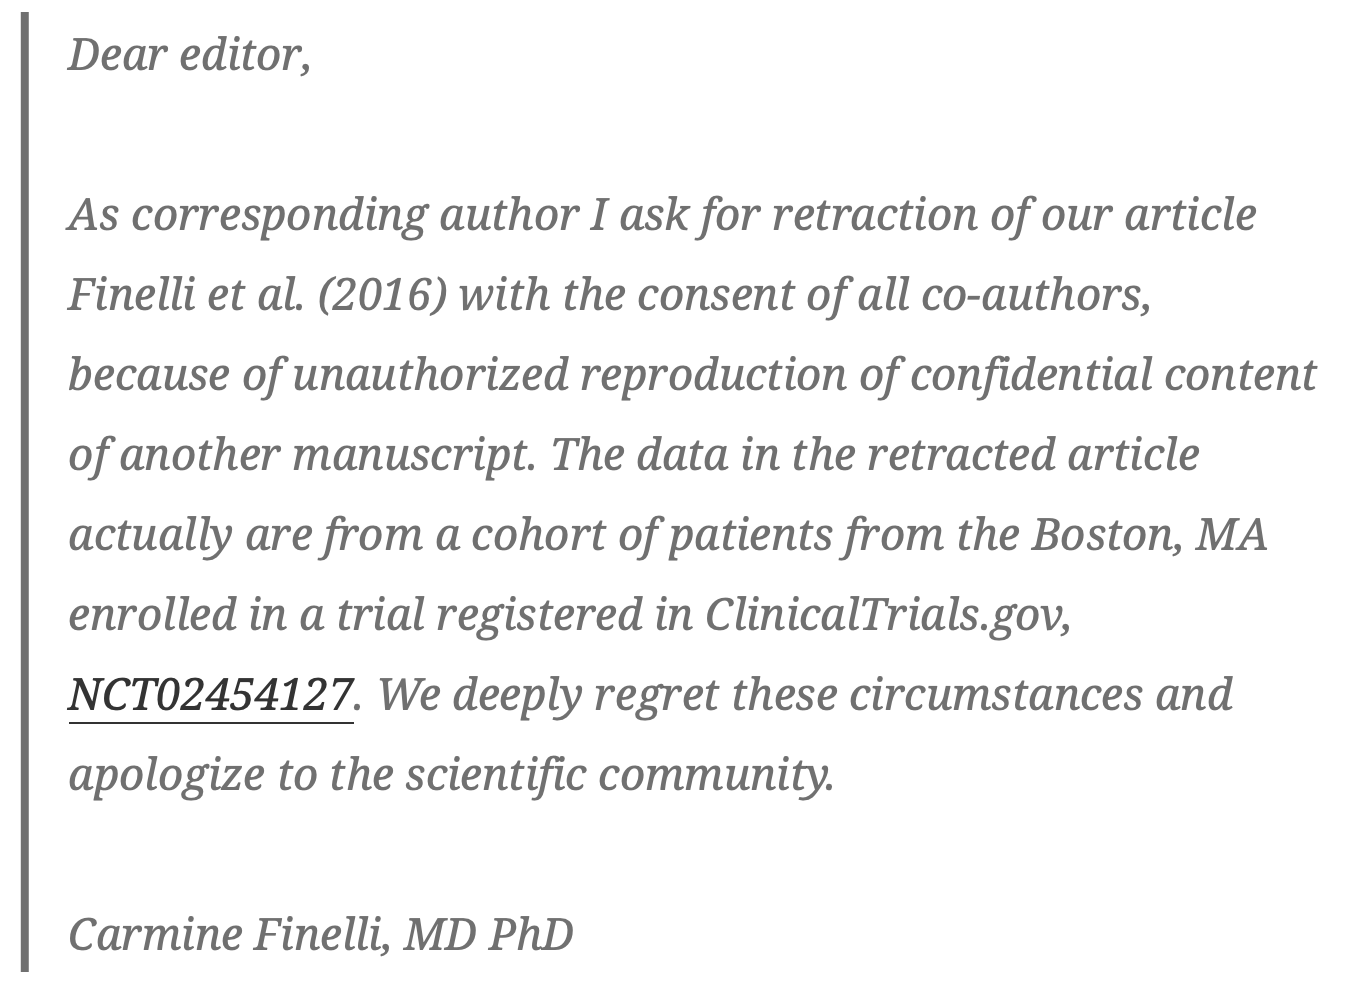 Dear editor,
As corresponding author I ask for retraction of our article
Finelli et al. (2016) with the consent of all co-authors,
because of unauthorized reproduction of confidential content
of another manuscript. The data in the retracted article
actually are from a cohort of patients from the Boston, MA
enrolled in a trial registered in ClinicalTrials.gov,
NCT02454127. We deeply regret these circumstances and
apologize to the scientific community.
Carmine Finelli, MD PhD